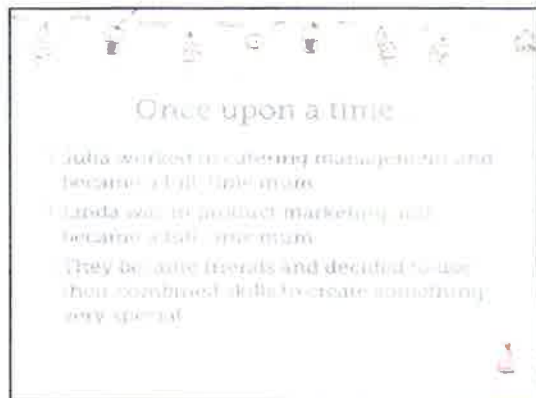 Once upon a time
Julia worked in catering management and
became a full time mum
Linda was in product marketing and
became a full time mum
They became friends and decided to use
their combined skills to create something
very special